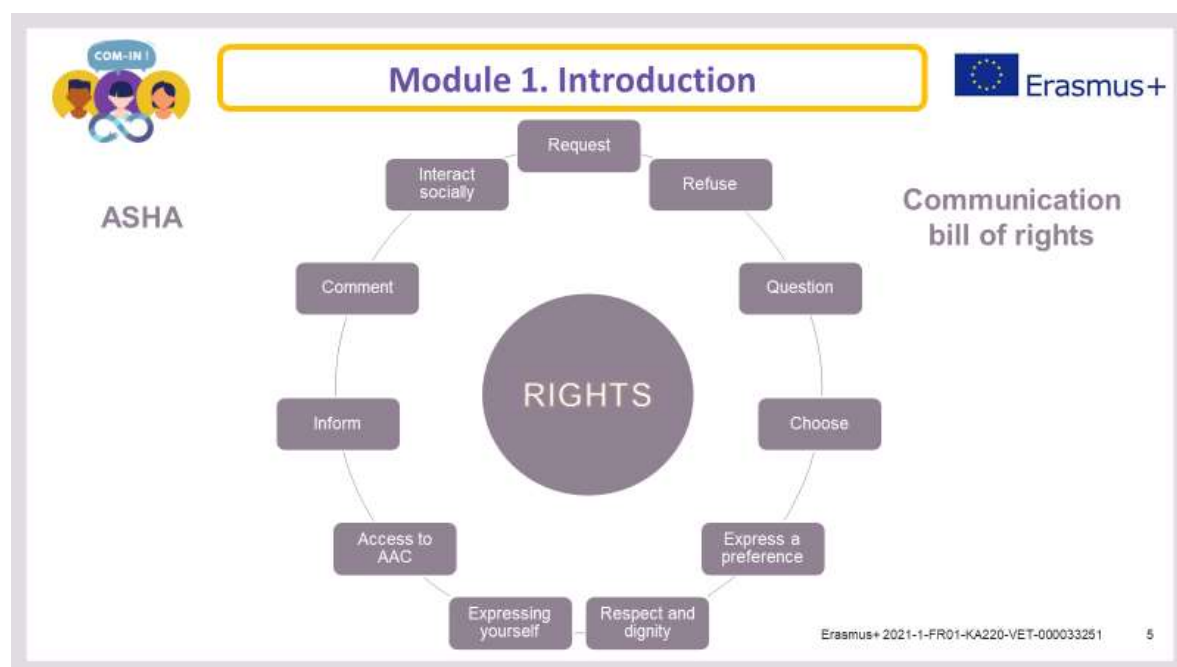 COM-IN !
Module 1. Introduction
Erasmus+
ASHA
Communication
bill of rights
Request
Refuse
Question
Choose
Express a
preference
Respect and
dignity
Expressing
yourself
Access to
AAC
Inform
Comment
Interact
socially
RIGHTS
Erasmus+ 2021-1-FR01-KA220-VET-000033251
5